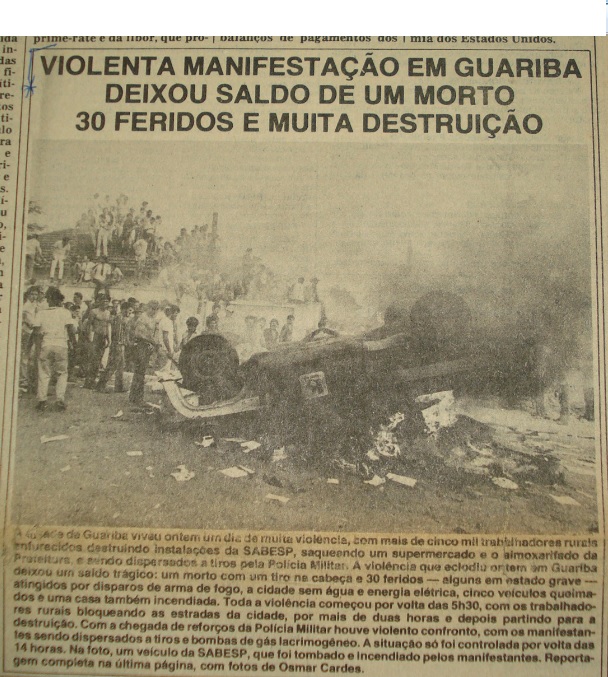 prime-rate e da libor, que pro- balanços de pagamentos dos mia dos Estados Unidos.
VIOLENTA MANIFESTAÇÃO EM GUARIBA
DEIXOU SALDO DE UM MORTO
30 FERIDOS E MUITA DESTRUIÇÃO
de Guariba viveu ontem um dia de muita violência, com mais de cinco mil trabalhadores rurais
enfurecidos destruindo instalações da SABESP, saqueando um supermercado e o almoxarifado da
Prefeitura, e sendo dispersados a tiros pela Polícia Militar. A violência que eclodiu ontem em Guariba
deixou um saldo trágico: um morto com um tiro na cabeça e 30 feridos — alguns em estado grave —
atingidos por disparos de arma de fogo, a cidade sem água e energia elétrica, cinco veículos queima-
dos e uma casa também incendiada. Toda a violência começou por volta das 5h30, com os trabalhado-
res rurais bloqueando as estradas da cidade, por mais de duas horas e depois partindo para a
destruição. Com a chegada de reforços da Polícia Militar houve violento confronto, com os manifestan-
tes sendo dispersados a tiros e bombas de gás lacrimogéneo. A situação só foi controlada por volta das
14 horas. Na foto, um veículo da SABESP, que foi tombado e incendiado pelos manifestantes. Reporta-
gem completa na última página, com fotos de Osmar Cardes.